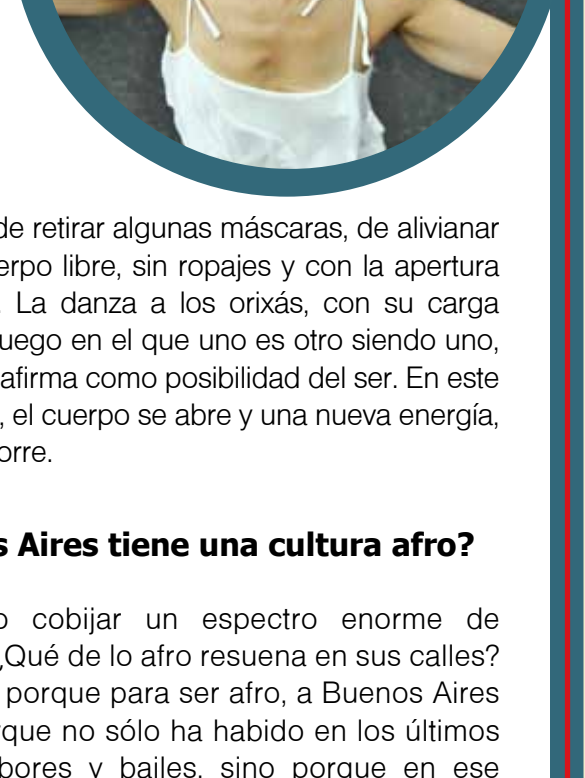 de retirar algunas máscaras, de alivianar
erpo libre, sin ropajes y con la apertura
. La danza a los orixás, con su carga
uego en el que uno es otro siendo uno,
afirma como posibilidad del ser. En este
, el cuerpo se abre y una nueva energía,
orre.
s Aires tiene una cultura afro?
o cobijar un espectro enorme de
¿Qué de lo afro resuena en sus calles?
porque para ser afro, a Buenos Aires
rque no sólo ha habido en los últimos
bores y bailes, sino porque en ese